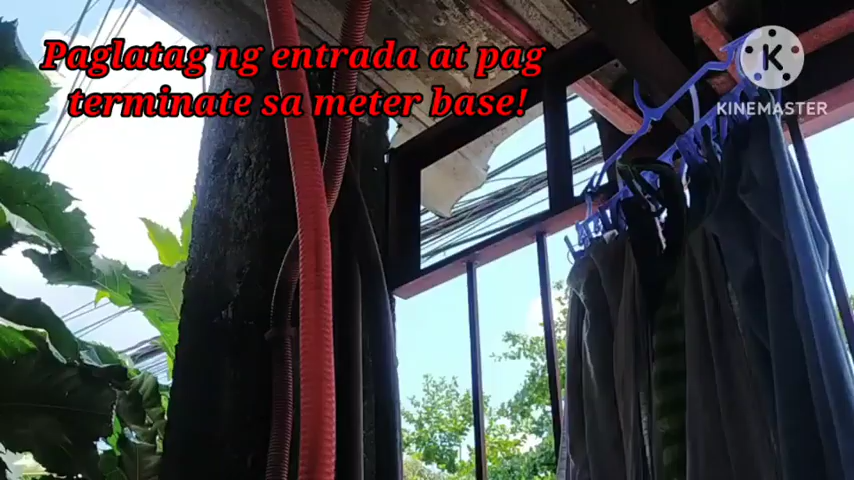 Paglatag ng entrada at pag
terminate sa meter base!
K
KINEMASTER